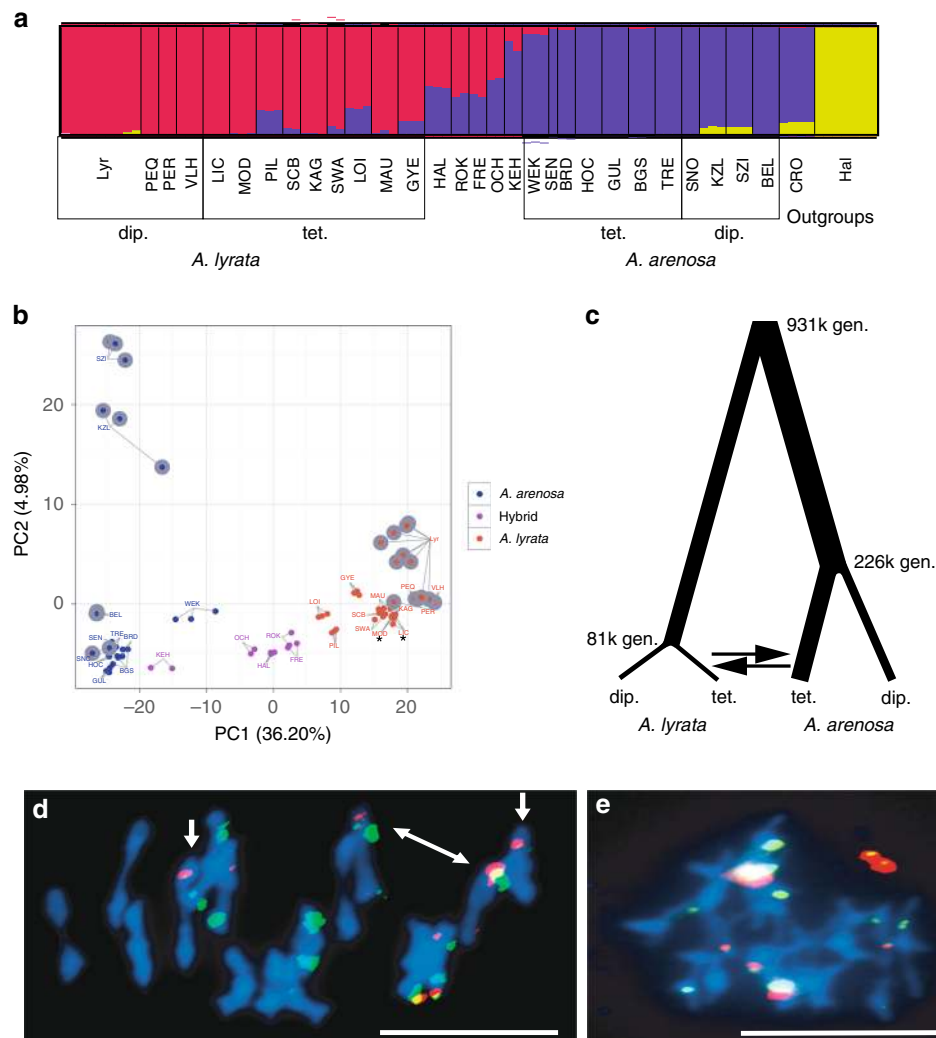 a
Lyr PEQ PER VLH LIC MOD PIL SCB KAG SWA LOI MAU GYE HAL ROK FRE OCH KEH WEK SEN BRD HOC GUL BGS TRE SNO KZL SZI BEL CRO Hal
Outgroups
dip. tet. tet. dip.
A. lyrata A. arenosa
b
PC2 (4.98%)
20
10
0
−20 −10 0 10 20
PC1 (36.20%)
SZI
KZL
BEL
WEK
SEN TRE BRD
SNO
HOC BGS
GUL
KEH
OCH ROK
HAL FRE
LOI
PIL
GYE
MAU
SCB KAG
SWA
MOD LIC
* *
Lyr
PEQ VLH
PER
A. arenosa
Hybrid
A. lyrata
c
931k gen.
226k gen.
81k gen.
dip. tet. tet. dip.
A. lyrata A. arenosa
d
e